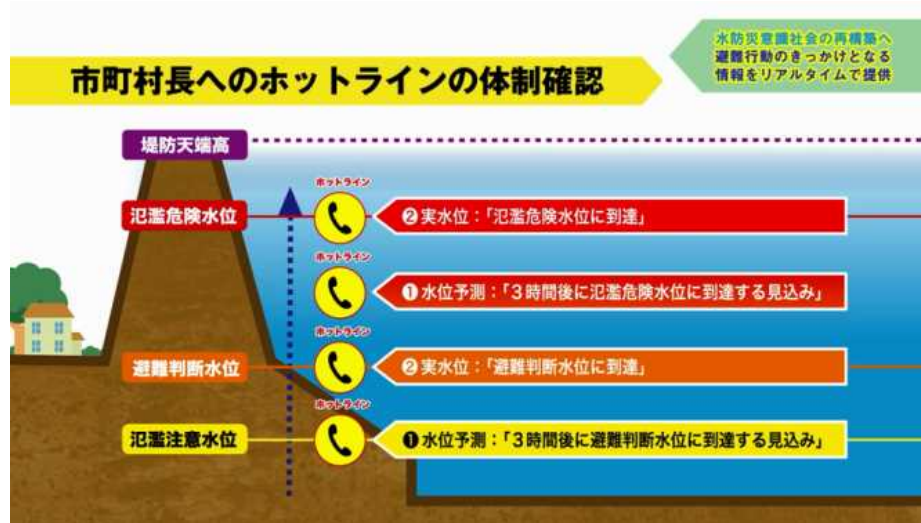 水防災意識社会の再構築へ
避難行動のきっかけとなる
情報をリアルタイムで提供
市町村長へのホットラインの体制確認
堤防天端高
ホットライン
氾濫危険水位
❷実水位：「氾濫危険水位に到達」
ホットライン
❶水位予測：「3時間後に氾濫危険水位に到達する見込み」
ホットライン
避難判断水位
❷実水位：「避難判断水位に到達」
ホットライン
氾濫注意水位
❶水位予測：「3時間後に避難判断水位に到達する見込み」